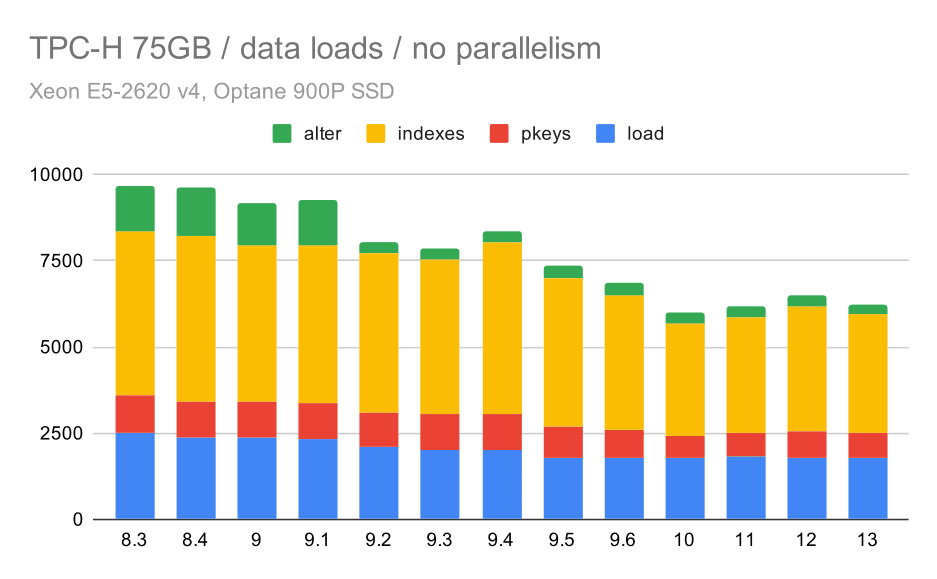 TPC-H 75GB / data loads / no parallelism
Xeon E5-2620 v4, Optane 900P SSD
alter indexes pkeys load
10000
7500
5000
2500
0
8.3 8.4 9 9.1 9.2 9.3 9.4 9.5 9.6 10 11 12 13